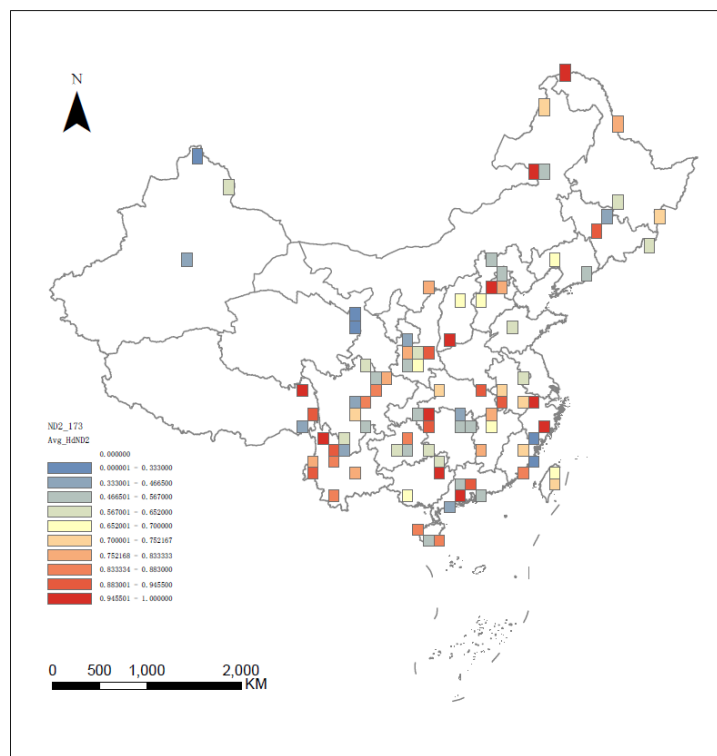 N
ND2_173
Avg_HdND2
0.000000
0.000001 - 0.333000
0.333001 - 0.466500
0.466501 - 0.567000
0.567001 - 0.652000
0.652001 - 0.700000
0.700001 - 0.752167
0.752168 - 0.833333
0.833334 - 0.883000
0.883001 - 0.945500
0.945501 - 1.000000
0 500 1,000 2,000
KM